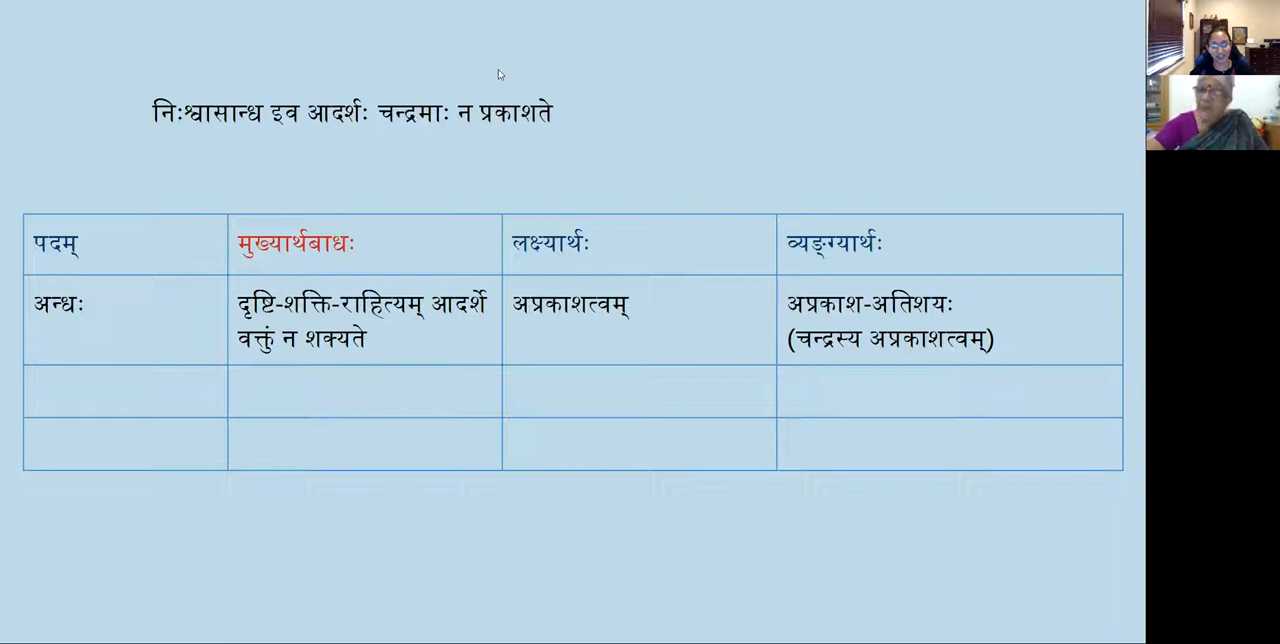 निःश्वासान्ध इव आदर्शः चन्द्रमाः न प्रकाशते
पदम् मुख्यार्थबाधः लक्ष्यार्थः व्यङ्ग्यार्थः
अन्धः दृष्टि-शक्ति-राहित्यम् आदर्शे अप्रकाशत्वम् अप्रकाश-अतिशयः
वक्तुं न शक्यते (चन्द्रस्य अप्रकाशत्वम्)